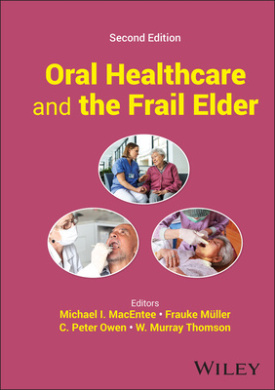 Second Edition
Oral Healthcare
and the Frail Elder
Editors
Michael I. MacEntee • Frauke Müller
C. Peter Owen • W. Murray Thomson
WILEY